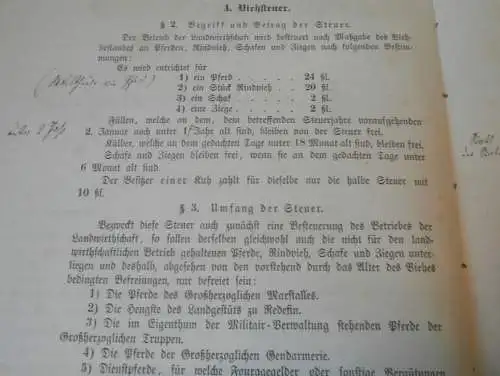 4. Viehsteuer.
§ 2. Begriff und Betrag der Steuer.
Der Betrieb der Landwirthschaft wird besteuert nach Maßgabe des Vieh-
bestandes an Pferden, Rindvieh, Schafen und Ziegen nach folgenden Bestim-
mungen:
Es wird entrichtet für
1) ein Pferd . . . . . . 24 ßl.
2) ein Stück Rindvieh . . 20 ßl.
3) ein Schaf . . . . . . 2 ßl.
4) eine Ziege . . . . . . 2 ßl.
Füllen, welche an dem, dem betreffenden Steuerjahre voraufgehenden
2. Januar noch unter 1½ Jahr alt sind, bleiben von der Steuer frei.
Kälber, welche an dem gedachten Tage unter 18 Monat alt sind, bleiben frei.
Schafe und Ziegen bleiben frei, wenn sie an dem gedachten Tage unter
6 Monat alt sind.
Der Besitzer einer Kuh zahlt für dieselbe nur die halbe Steuer mit
10 ßl.
§ 3. Umfang der Steuer.
Bezweckt diese Steuer auch zunächst eine Besteuerung des Betriebes der
Landwirthschaft, so fallen derselben gleichwohl auch die nicht für den land-
wirthschaftlichen Betrieb gehaltenen Pferde, Rindvieh, Schafe und Ziegen unter-
liegen und deshalb, abgesehen von den vorstehend durch das Alter des Viehes
bedingten Befreiungen, nur befreiet sein:
1) Die Pferde des Großherzoglichen Marstalles.
2) Die Hengste des Landgestüts zu Redefin.
3) Die im Eigenthum der Militair-Verwaltung stehenden Pferde der
Großherzoglichen Truppen.
4) Die Pferde der Großherzoglichen Gendarmerie.
5) Dienstpferde, für welche Fouragegelder oder sonstige Vergütungen